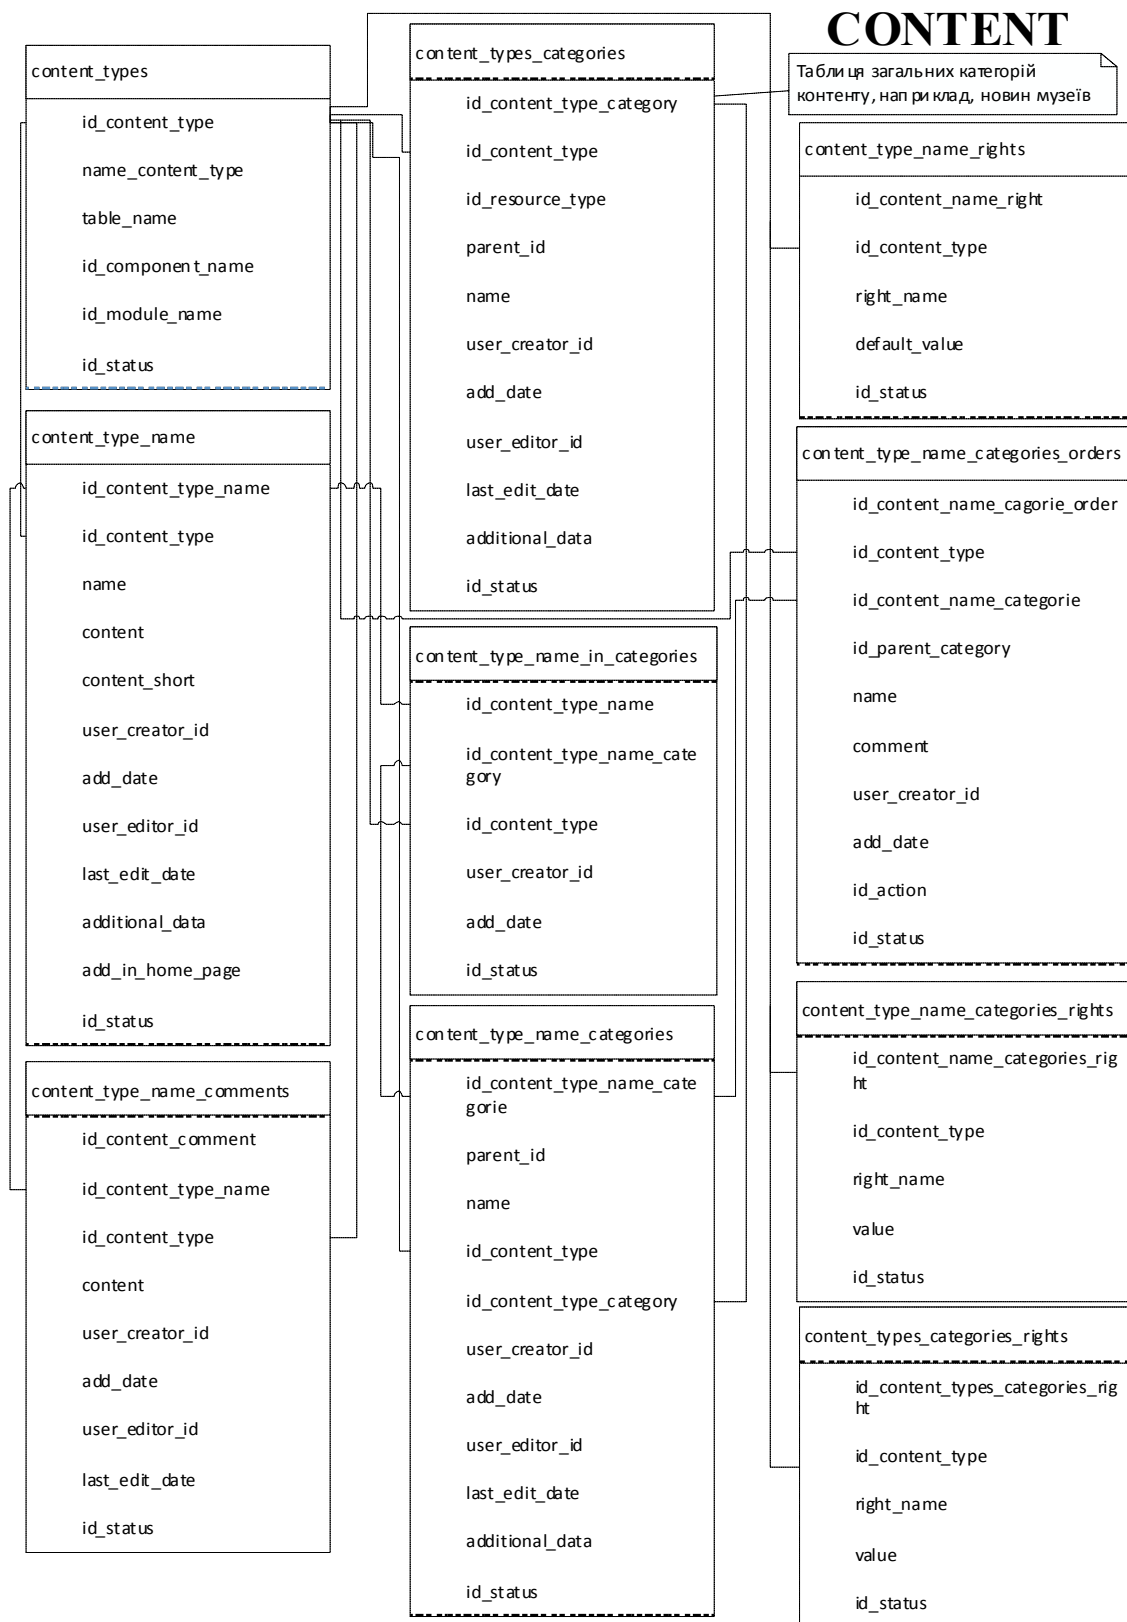 CONTENT
Таблиця загальних категорій
контенту, наприклад, новин музеїв
content_types
id_content_type
name_content_type
table_name
id_component_name
id_module_name
id_status
content_type_name
id_content_type_name
id_content_type
name
content
content_short
user_creator_id
add_date
user_editor_id
last_edit_date
additional_data
add_in_home_page
id_status
content_type_name_comments
id_content_comment
id_content_type_name
id_content_type
content
user_creator_id
add_date
user_editor_id
last_edit_date
id_status
content_types_categories
id_content_type_category
id_content_type
id_resource_type
parent_id
name
user_creator_id
add_date
user_editor_id
last_edit_date
additional_data
id_status
content_type_name_in_categories
id_content_type_name
id_content_type_name_cate
gory
id_content_type
user_creator_id
add_date
id_status
content_type_name_categories
id_content_type_name_cate
gorie
parent_id
name
id_content_type
id_content_type_category
user_creator_id
add_date
user_editor_id
last_edit_date
additional_data
id_status
content_type_name_rights
id_content_name_right
id_content_type
right_name
default_value
id_status
content_type_name_categories_orders
id_content_name_cagorie_order
id_content_type
id_content_name_categorie
id_parent_category
name
comment
user_creator_id
add_date
id_action
id_status
content_type_name_categories_rights
id_content_name_categories_rig
ht
id_content_type
right_name
value
id_status
content_types_categories_rights
id_content_types_categories_rig
ht
id_content_type
right_name
value
id_status